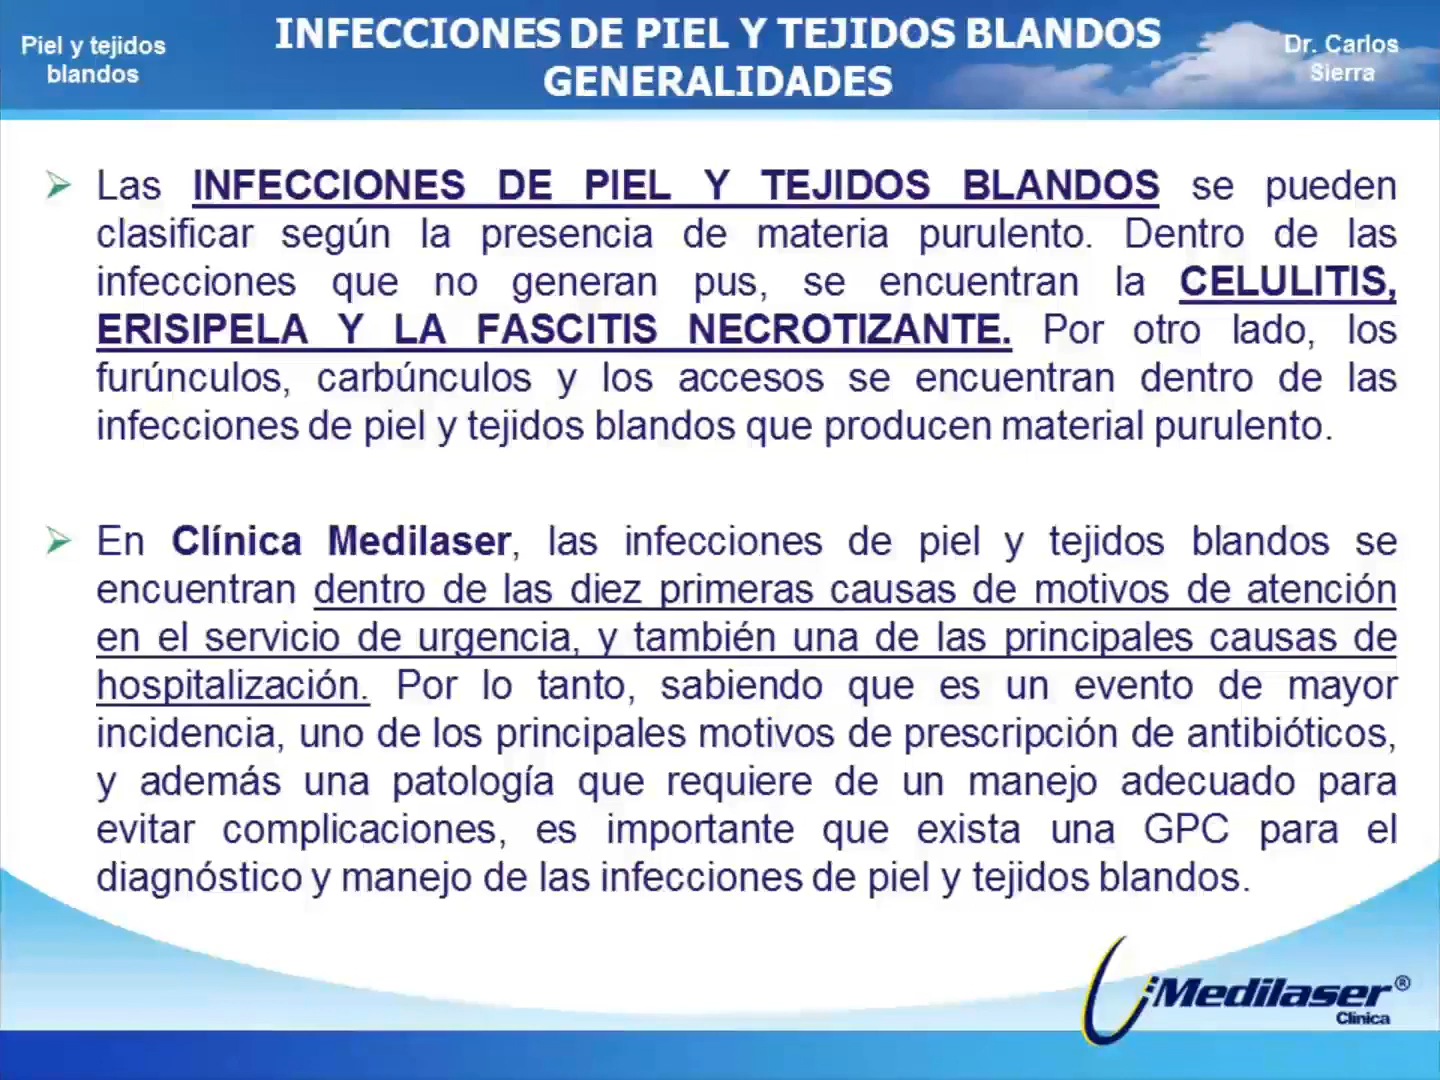 Piel y tejidos
blandos
INFECCIONES DE PIEL Y TEJIDOS BLANDOS
GENERALIDADES
Dr. Carlos
Sierra
Las INFECCIONES DE PIEL Y TEJIDOS BLANDOS se pueden
clasificar según la presencia de materia purulento. Dentro de las
infecciones que no generan pus, se encuentran la CELULITIS,
ERISIPELA Y LA FASCITIS NECROTIZANTE. Por otro lado, los
furúnculos, carbúnculos y los accesos se encuentran dentro de las
infecciones de piel y tejidos blandos que producen material purulento.
En Clínica Medilaser, las infecciones de piel y tejidos blandos se
encuentran dentro de las diez primeras causas de motivos de atención
en el servicio de urgencia, y también una de las principales causas de
hospitalización. Por lo tanto, sabiendo que es un evento de mayor
incidencia, uno de los principales motivos de prescripción de antibióticos,
y además una patología que requiere de un manejo adecuado para
evitar complicaciones, es importante que exista una GPC para el
diagnóstico y manejo de las infecciones de piel y tejidos blandos.
Medilaser®
Clinica